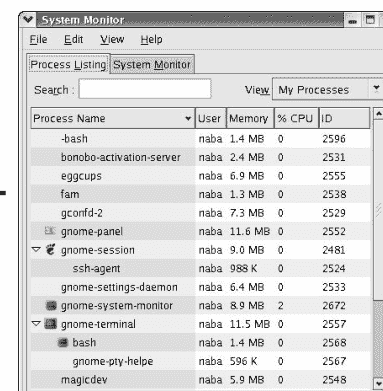 System Monitor
File Edit View Help
Process Listing System Monitor
Search : View My Processes
Process Name User Memory % CPU ID
-bash naba 1.4 MB 0 2596
bonobo-activation-server naba 2.4 MB 0 2531
eggcups naba 6.9 MB 0 2555
fam naba 1.3 MB 0 2538
gconfd-2 naba 7.3 MB 0 2529
gnome-panel naba 11.6 MB 0 2552
gnome-session naba 9.0 MB 0 2481
ssh-agent naba 988 K 0 2524
gnome-settings-daemon naba 6.4 MB 0 2533
gnome-system-monitor naba 8.9 MB 2 2672
gnome-terminal naba 11.5 MB 0 2557
bash naba 1.4 MB 0 2568
gnome-pty-helpe naba 596 K 0 2567
magicdev naba 5.9 MB 0 2548